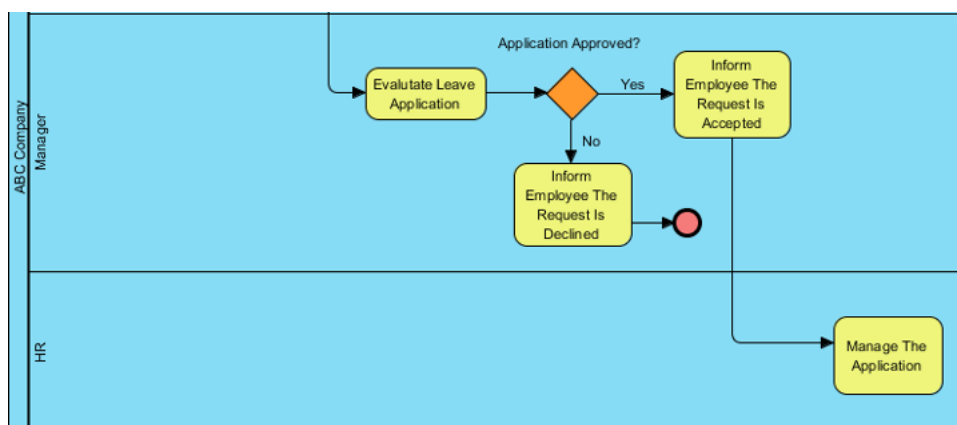 ABC Company
Manager
Evalutate Leave
Application
Application Approved?
Yes
Inform
Employee The
Request Is
Accepted
No
Inform
Employee The
Request Is
Declined
HR
Manage The
Application